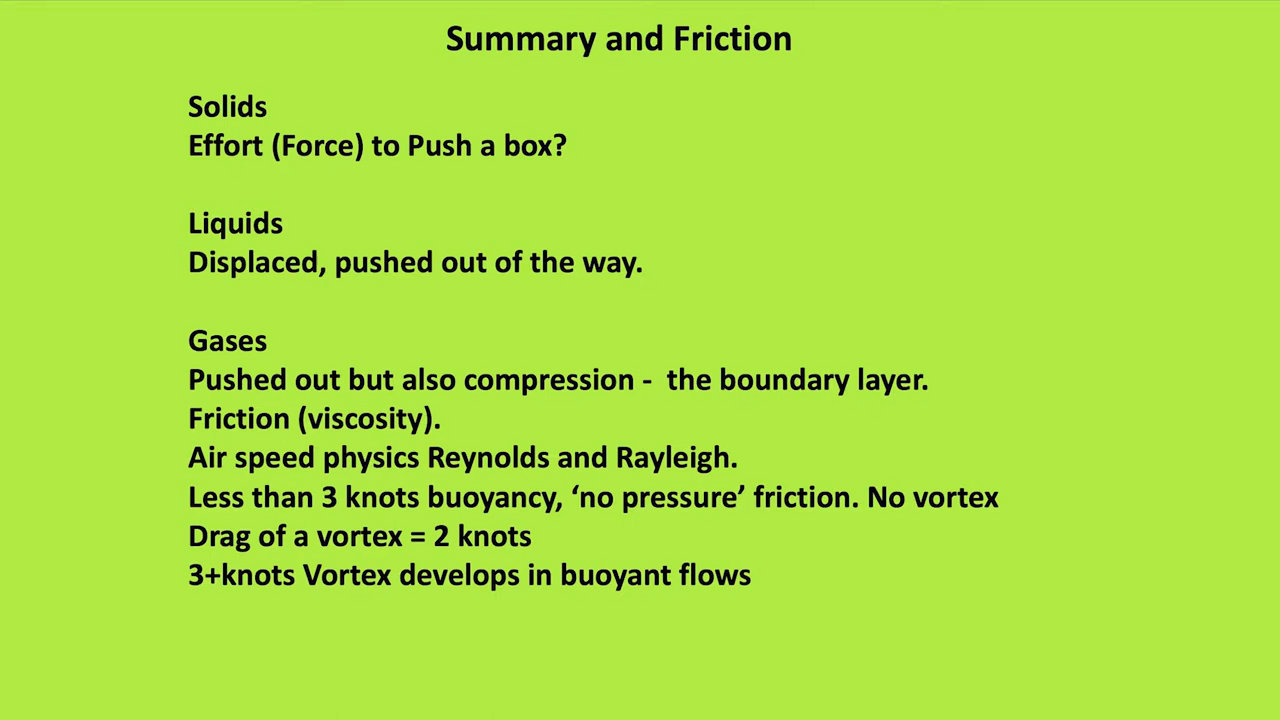 Summary and Friction
Solids
Effort (Force) to Push a box?
Liquids
Displaced, pushed out of the way.
Gases
Pushed out but also compression -  the boundary layer.
Friction (viscosity).
Air speed physics Reynolds and Rayleigh.
Less than 3 knots buoyancy, ‘no pressure’ friction. No vortex
Drag of a vortex = 2 knots
3+knots Vortex develops in buoyant flows